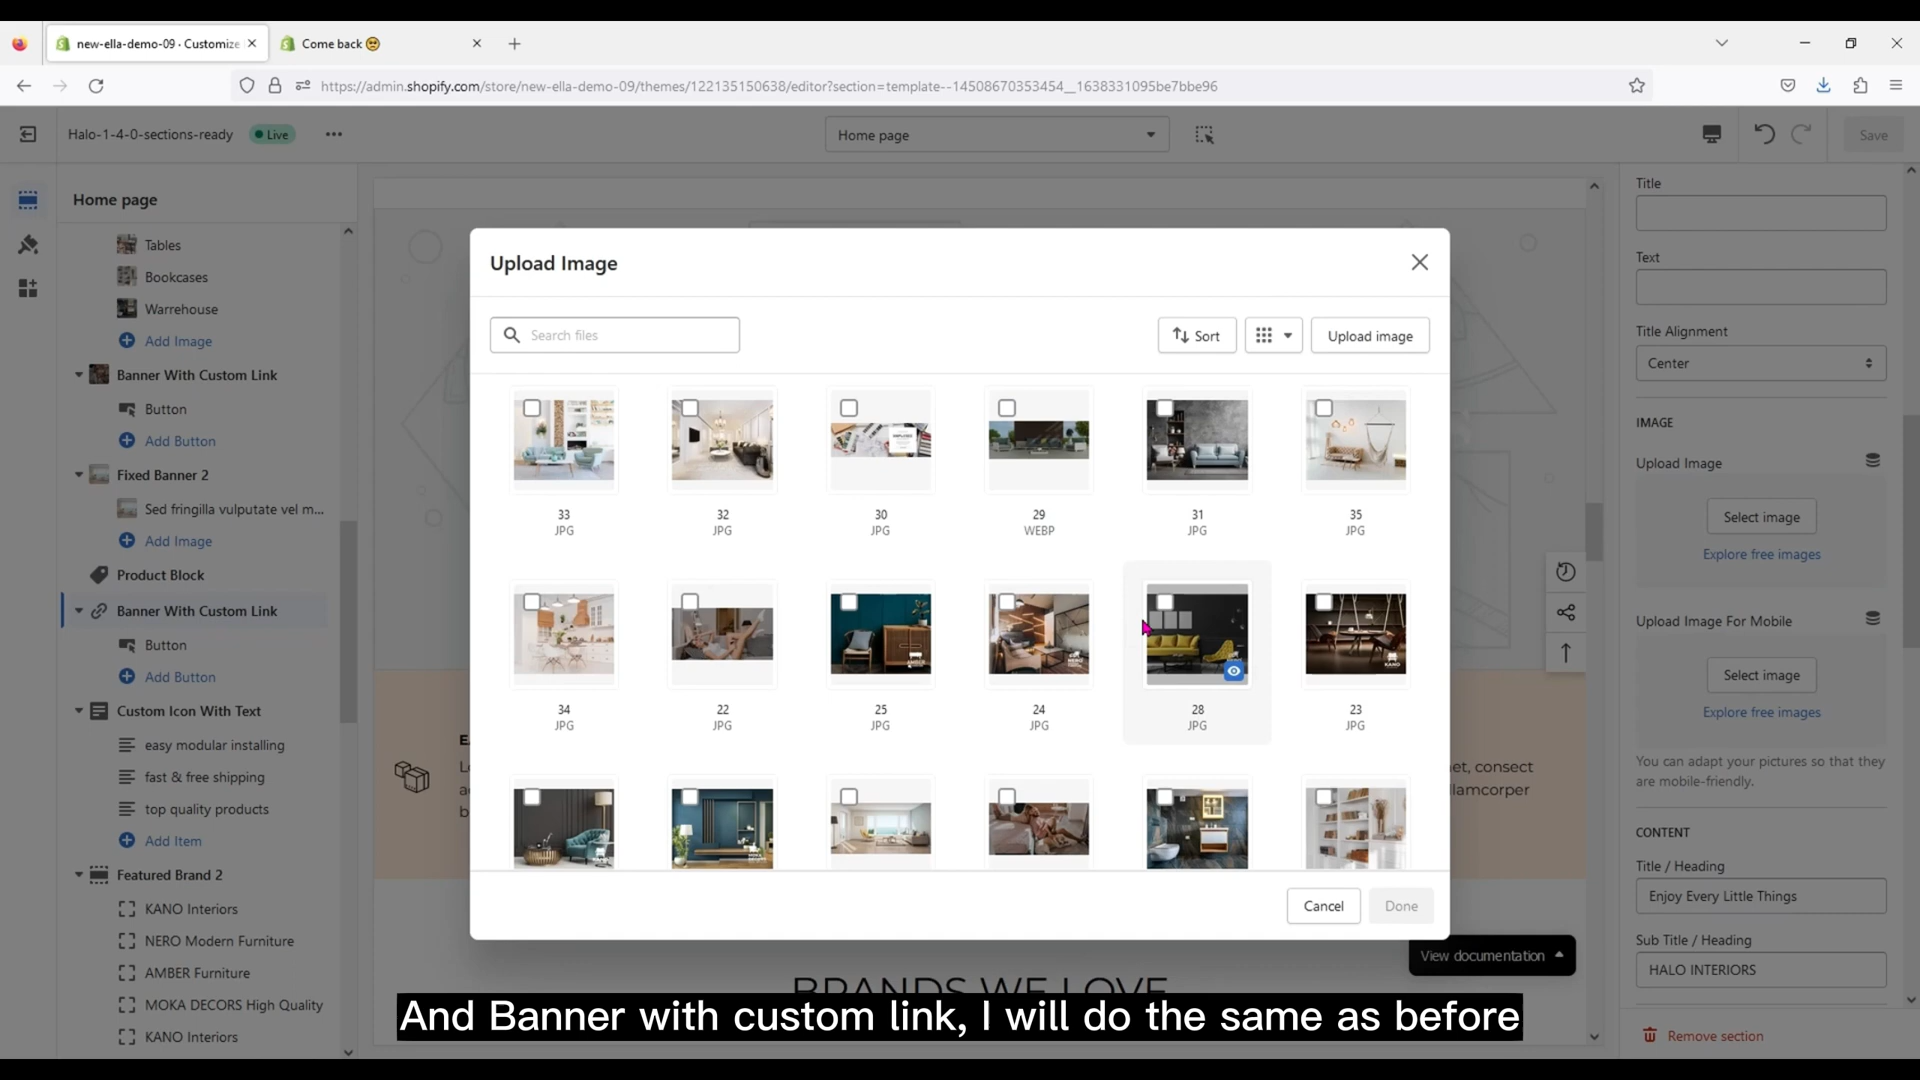 new-ella-demo-09 · Customize
Come back 🥺
https://admin.shopify.com/store/new-ella-demo-09/themes/122135150638/editor?section=template--14508670353454__1638331095be7bbe96
Halo-1-4-0-sections-ready
Live
Home page
Save
Home page
Tables
Bookcases
Warrehouse
Add Image
Banner With Custom Link
Button
Add Button
Fixed Banner 2
Sed fringilla vulputate vel m...
Add Image
Product Block
Banner With Custom Link
Button
Add Button
Custom Icon With Text
easy modular installing
fast & free shipping
top quality products
Add Item
Featured Brand 2
KANO Interiors
NERO Modern Furniture
AMBER Furniture
MOKA DECORS High Quality
KANO Interiors
Upload Image
Search files
Sort
Upload image
33
JPG
32
JPG
30
JPG
29
WEBP
31
JPG
35
JPG
34
JPG
22
JPG
25
JPG
24
JPG
28
JPG
23
JPG
Cancel
Done
et, consect
llamcorper
View documentation
BRANDS WE LOVE
And Banner with custom link, I will do the same as before
Title
Text
Title Alignment
Center
IMAGE
Upload Image
Select image
Explore free images
Upload Image For Mobile
Select image
Explore free images
You can adapt your pictures so that they
are mobile-friendly.
CONTENT
Title / Heading
Enjoy Every Little Things
Sub Title / Heading
HALO INTERIORS
Remove section